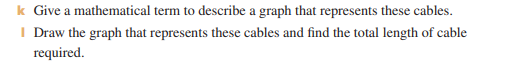 k Give a mathematical term to describe a graph that represents these cables.
l Draw the graph that represents these cables and find the total length of cable
required.